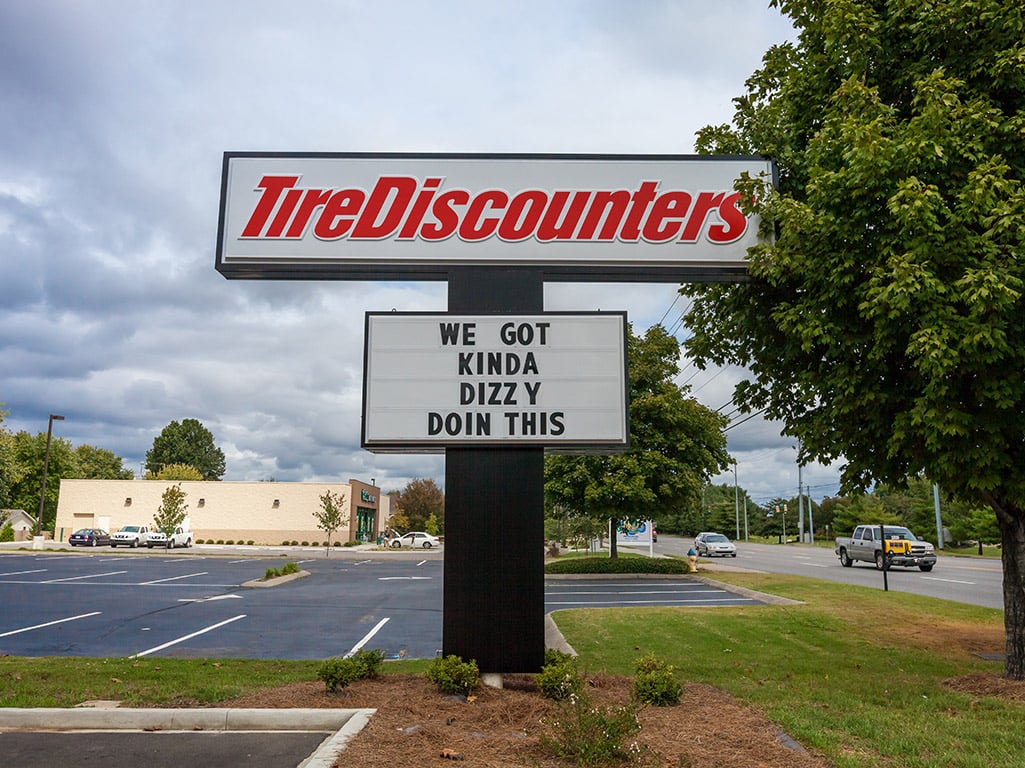 TireDiscounters
WE GOT
KINDA
DIZZY
DOIN THIS